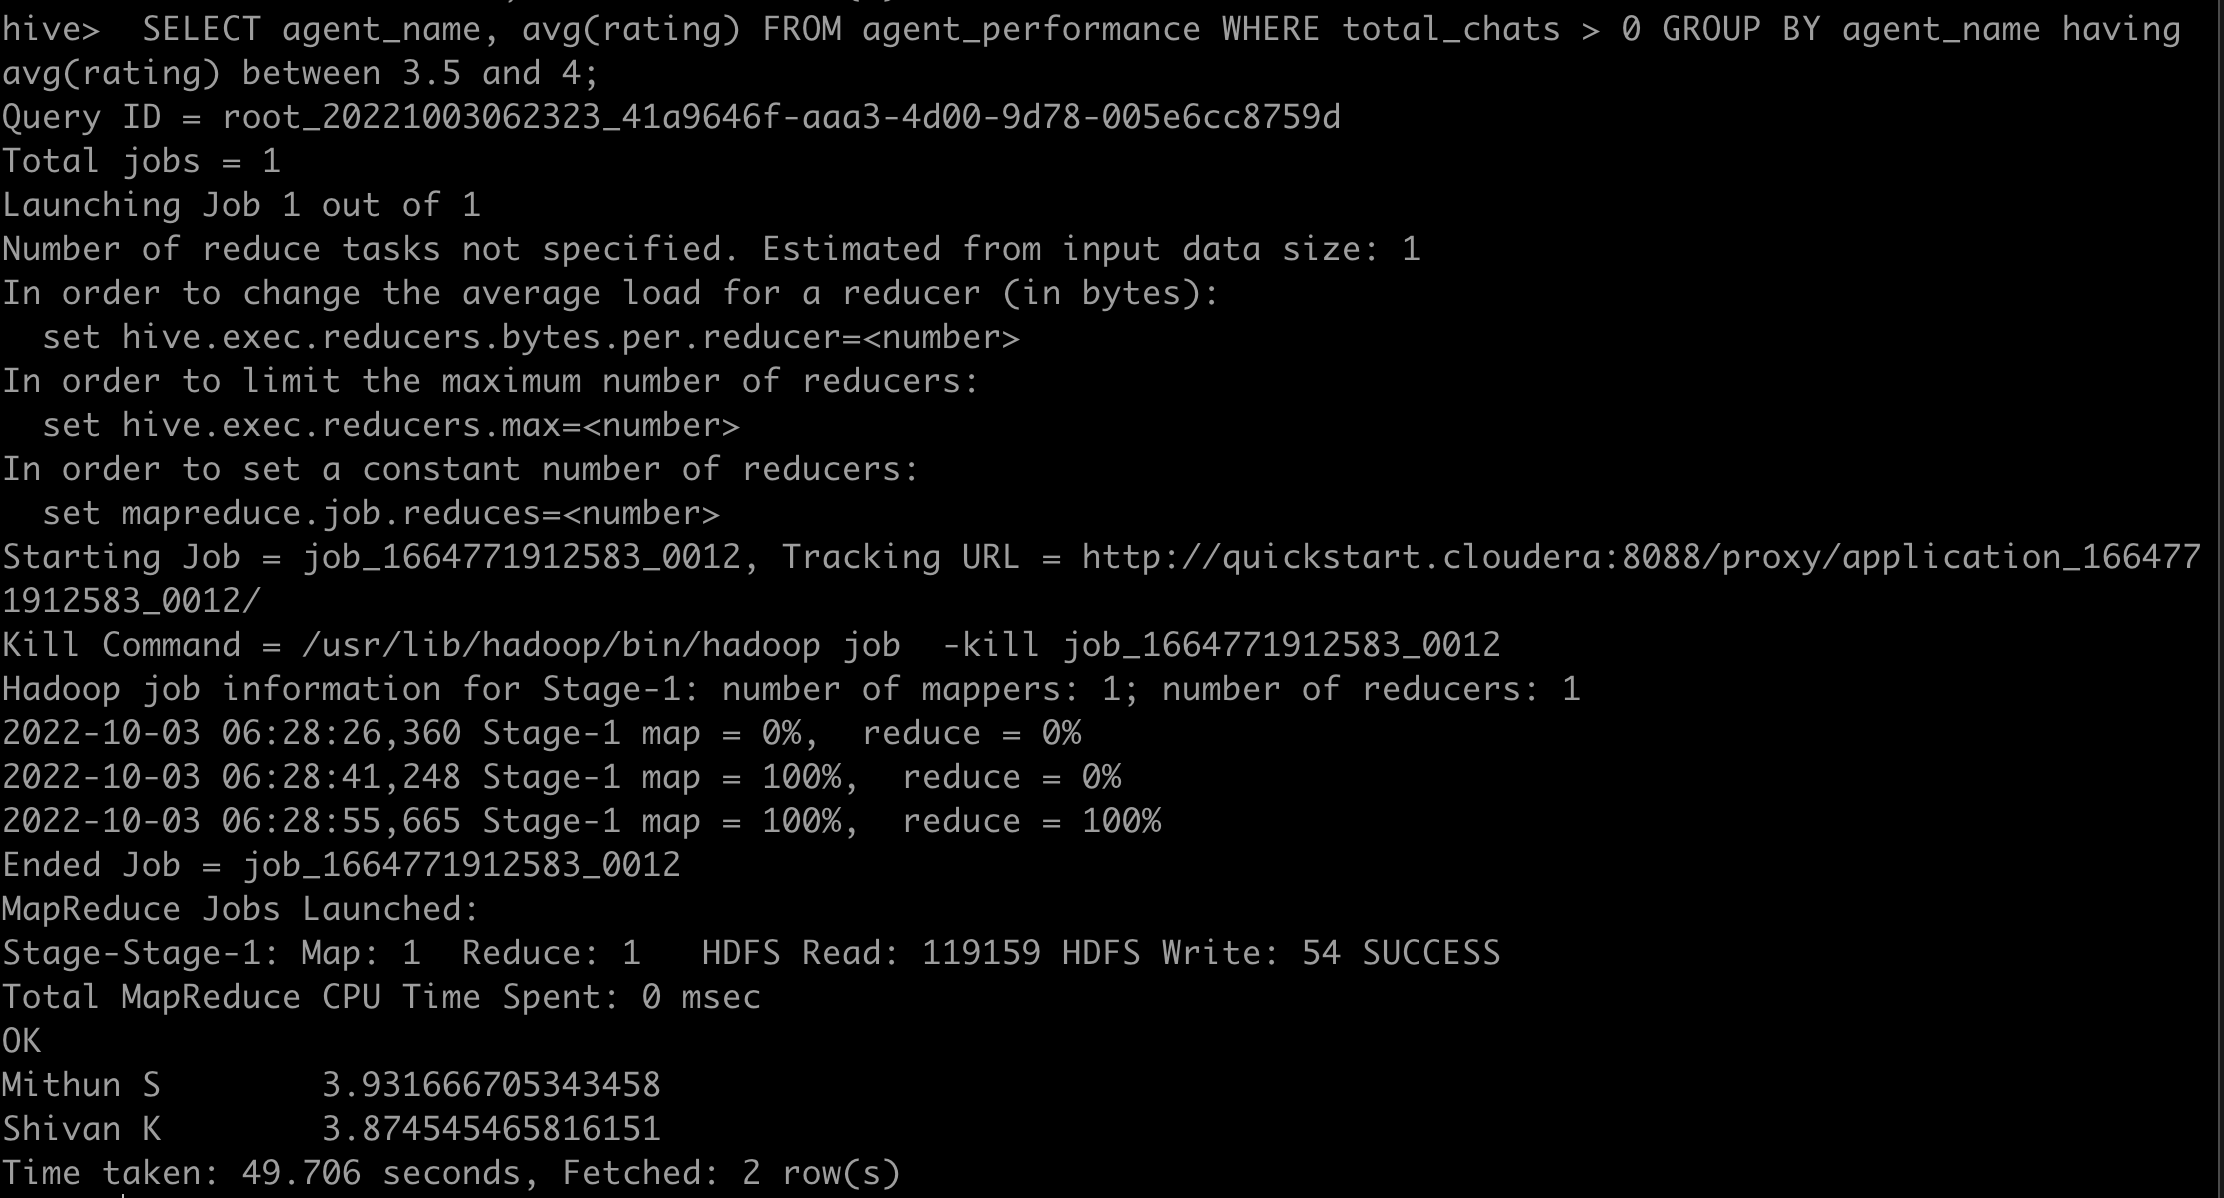 hive>  SELECT agent_name, avg(rating) FROM agent_performance WHERE total_chats > 0 GROUP BY agent_name having
avg(rating) between 3.5 and 4;
Query ID = root_20221003062323_41a9646f-aaa3-4d00-9d78-005e6cc8759d
Total jobs = 1
Launching Job 1 out of 1
Number of reduce tasks not specified. Estimated from input data size: 1
In order to change the average load for a reducer (in bytes):
  set hive.exec.reducers.bytes.per.reducer=<number>
In order to limit the maximum number of reducers:
  set hive.exec.reducers.max=<number>
In order to set a constant number of reducers:
  set mapreduce.job.reduces=<number>
Starting Job = job_1664771912583_0012, Tracking URL = http://quickstart.cloudera:8088/proxy/application_166477
1912583_0012/
Kill Command = /usr/lib/hadoop/bin/hadoop job  -kill job_1664771912583_0012
Hadoop job information for Stage-1: number of mappers: 1; number of reducers: 1
2022-10-03 06:28:26,360 Stage-1 map = 0%,  reduce = 0%
2022-10-03 06:28:41,248 Stage-1 map = 100%,  reduce = 0%
2022-10-03 06:28:55,665 Stage-1 map = 100%,  reduce = 100%
Ended Job = job_1664771912583_0012
MapReduce Jobs Launched:
Stage-Stage-1: Map: 1  Reduce: 1   HDFS Read: 119159 HDFS Write: 54 SUCCESS
Total MapReduce CPU Time Spent: 0 msec
OK
Mithun S        3.931666705343458
Shivan K        3.874545465816151
Time taken: 49.706 seconds, Fetched: 2 row(s)